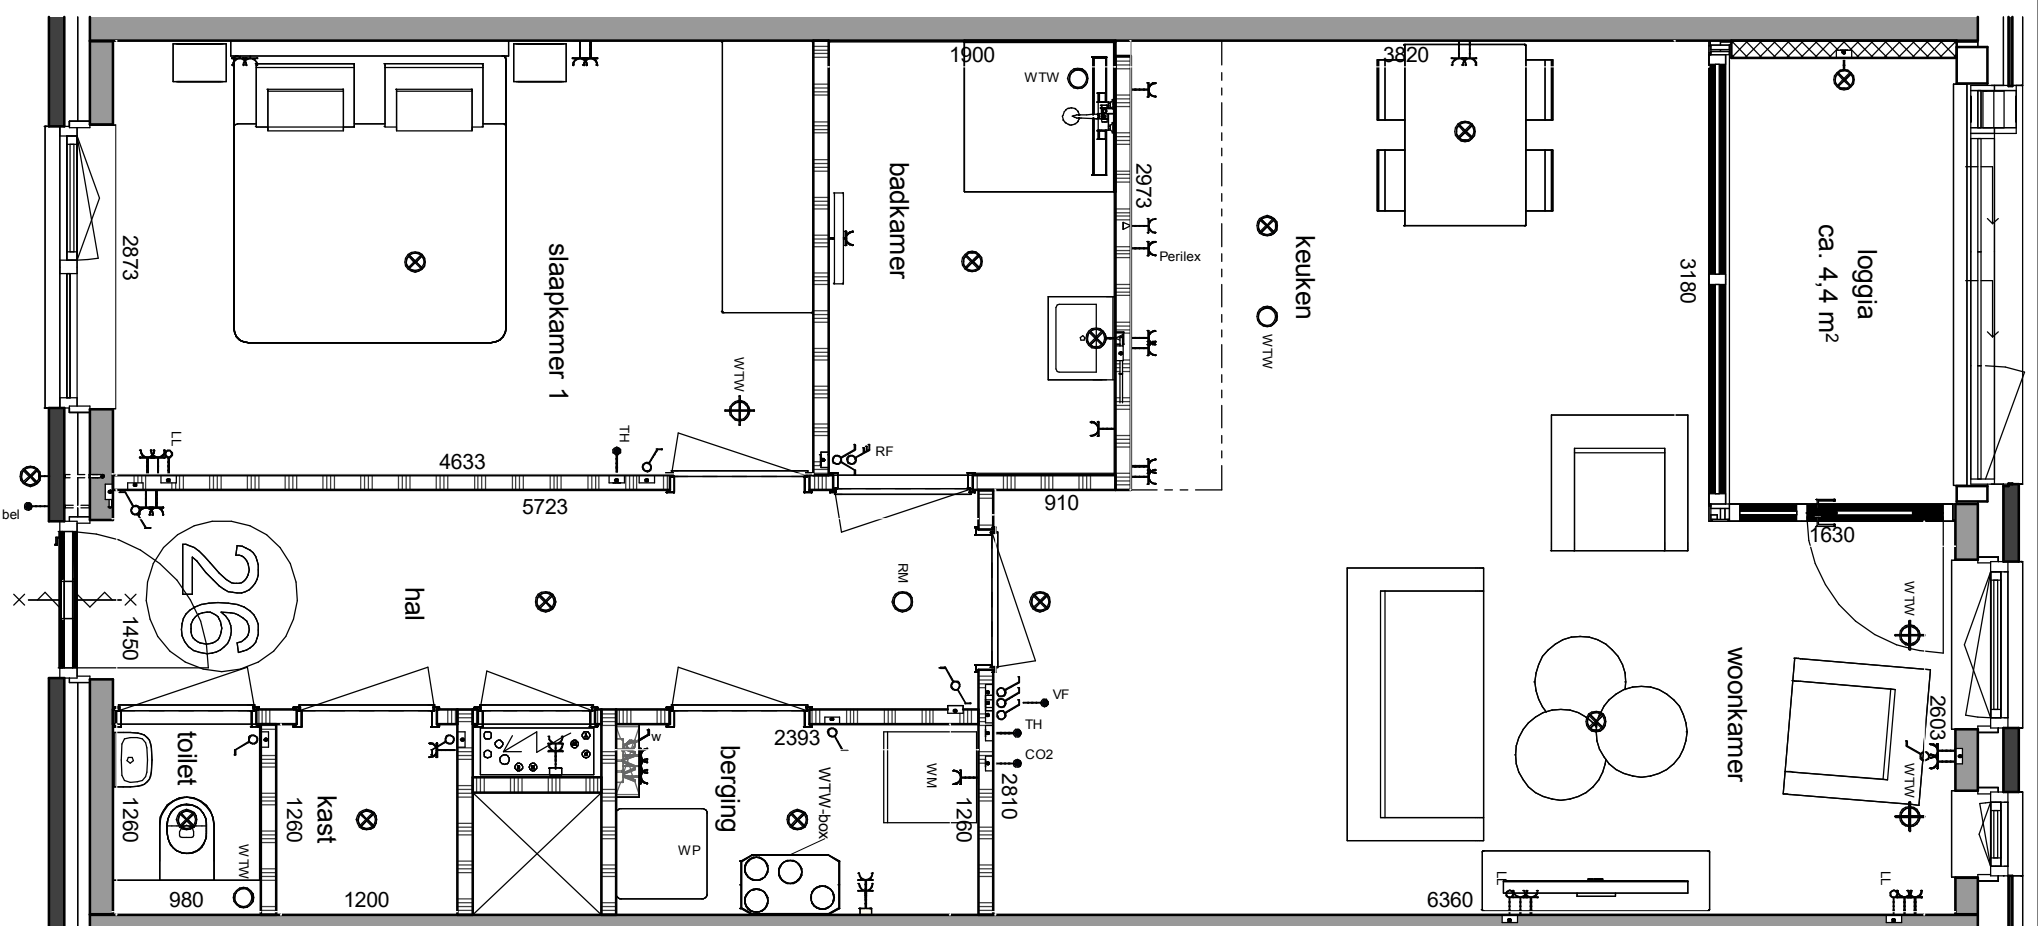 1900
WTW
3820
badkamer
2973
slaapkamer 1
2873
Perilex
keuken
WTW
3180
loggia
ca. 4,4 m²
WTW
LL
TH
RF
4633
5723
910
bel
1630
26
hal
RM
1450
WTW
woonkamer
2603
WTW
VF
TH
CO2
2810
toilet
1260
WTW
980
kast
1260
1200
w
WP
berging
2393
WTW-box
WM
1260
6360
LL
LL